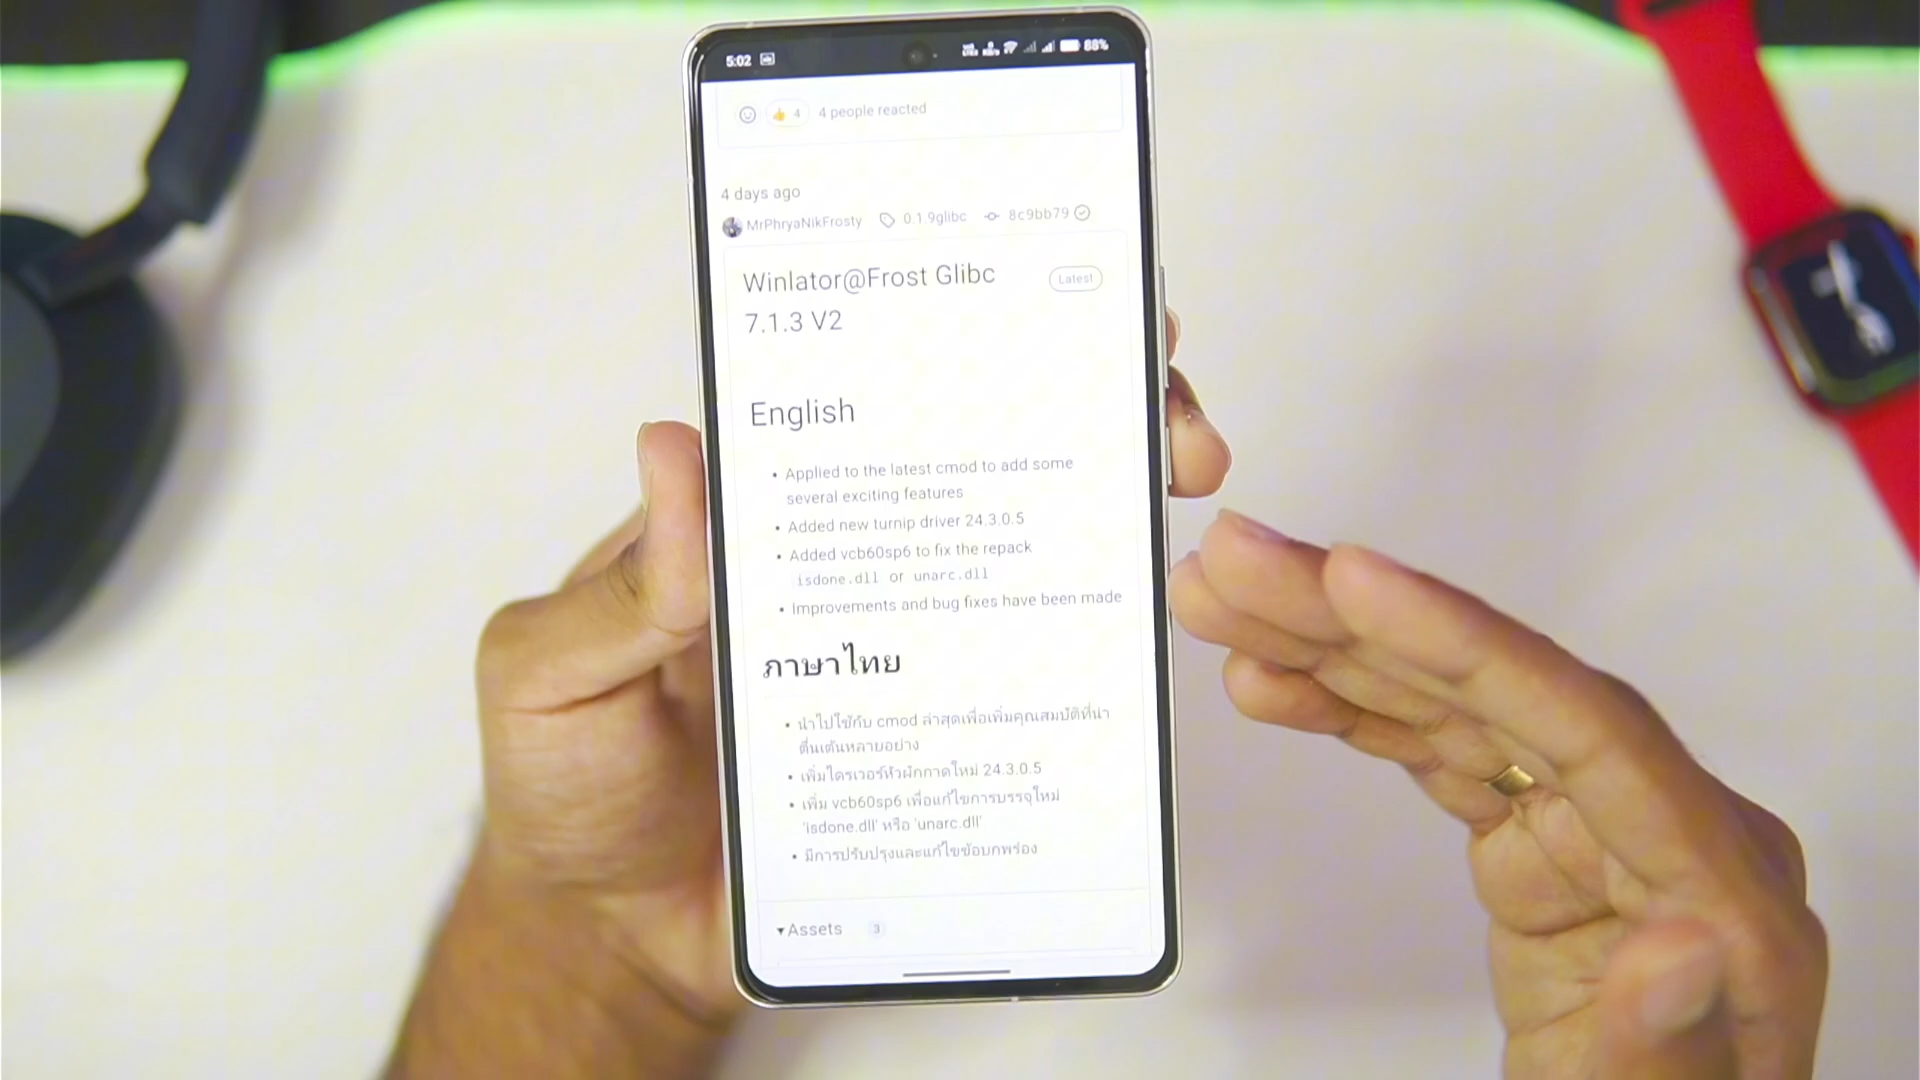 5:02 88%
4 4 people reacted
4 days ago
MrPhryaNikFrosty 0.1.9glibc 8c9bb79
Winlator@Frost Glibc Latest
7.1.3 V2
English
• Applied to the latest cmod to add some
several exciting features
• Added new turnip driver 24.3.0.5
• Added vcb60sp6 to fix the repack
isdone.dll or unarc.dll
• Improvements and bug fixes have been made
ภาษาไทย
• นำไปใช้กับ cmod ล่าสุดเพื่อเพิ่มคุณสมบัติที่น่า
ตื่นเต้นหลายอย่าง
• เพิ่มไดรเวอร์หัวผักกาดใหม่ 24.3.0.5
• เพิ่ม vcb60sp6 เพื่อแก้ไขการบรรจุใหม่
'isdone.dll' หรือ 'unarc.dll'
• มีการปรับปรุงและแก้ไขข้อบกพร่อง
▾Assets 3